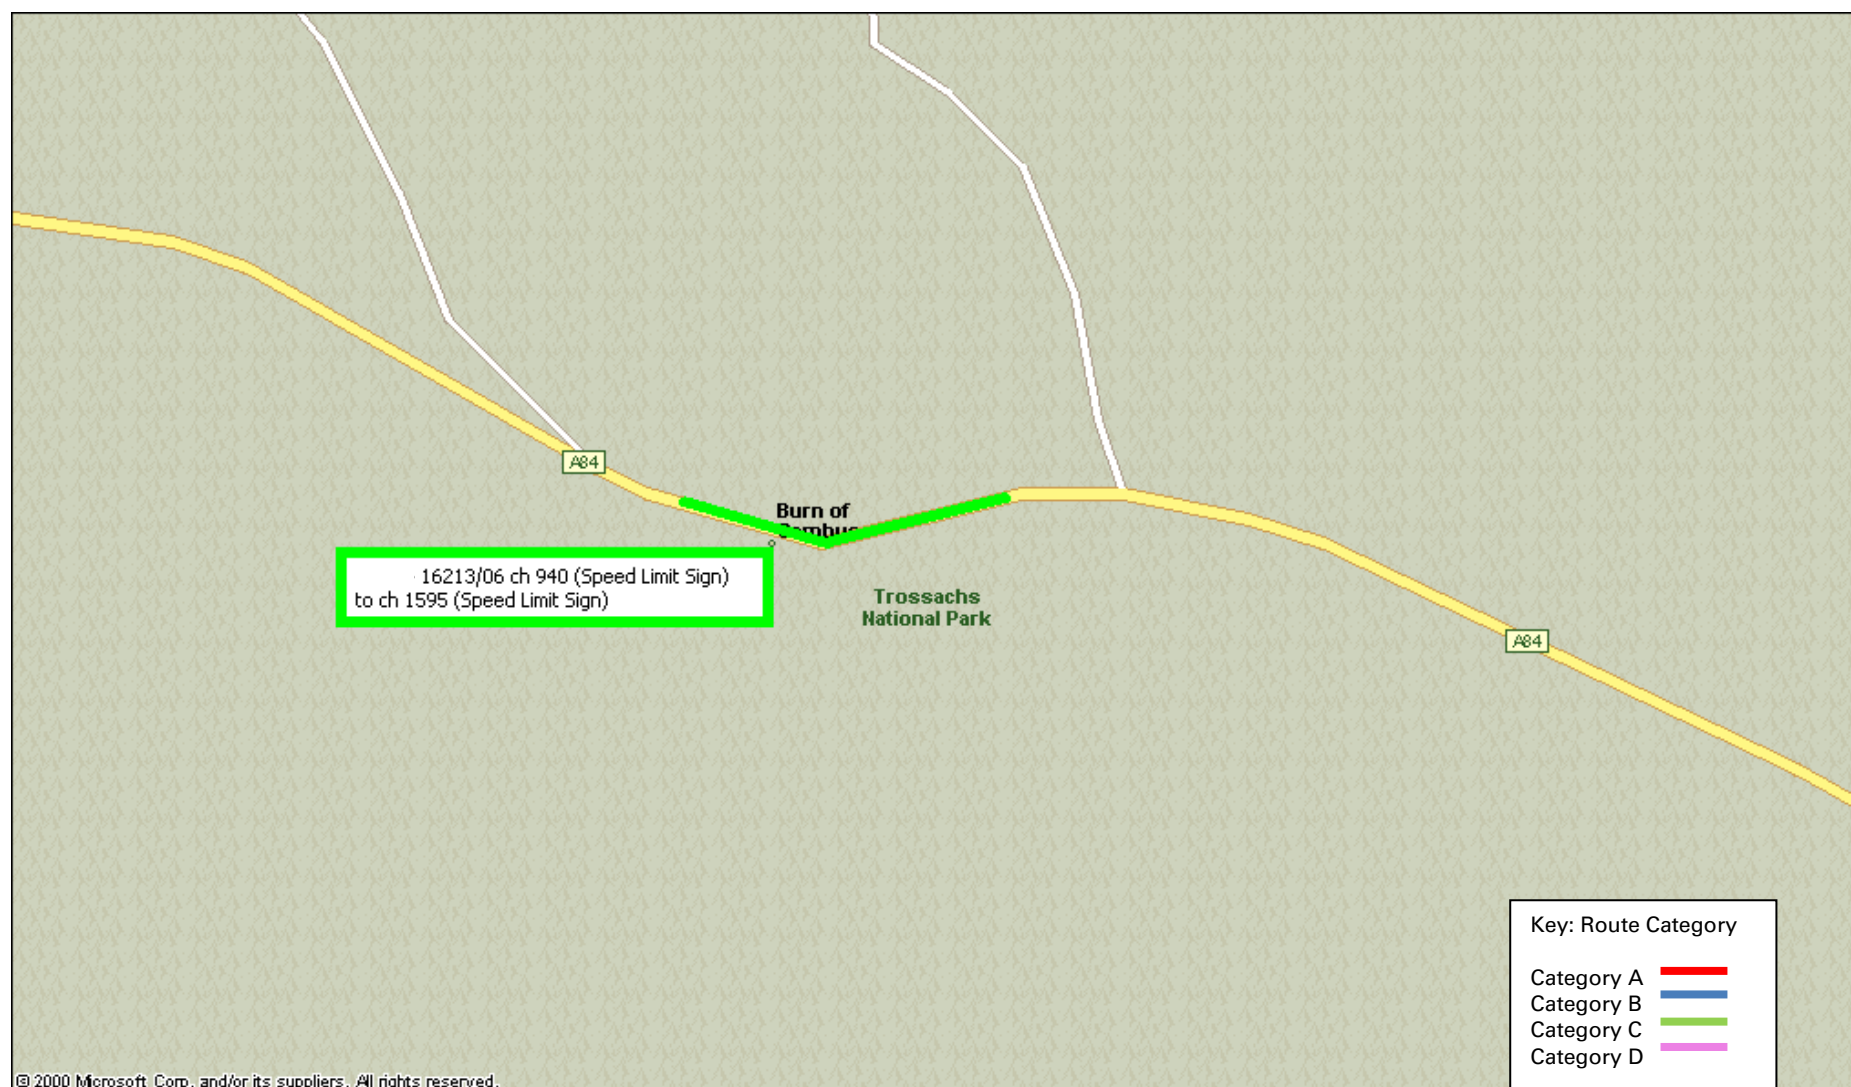 A84
Burn of
16213/06 ch 940 (Speed Limit Sign)
to ch 1595 (Speed Limit Sign)
Trossachs
National Park
A84
Key: Route Category
Category A
Category B
Category C
Category D
© 2000 Microsoft Corp. and/or its suppliers. All rights reserved.